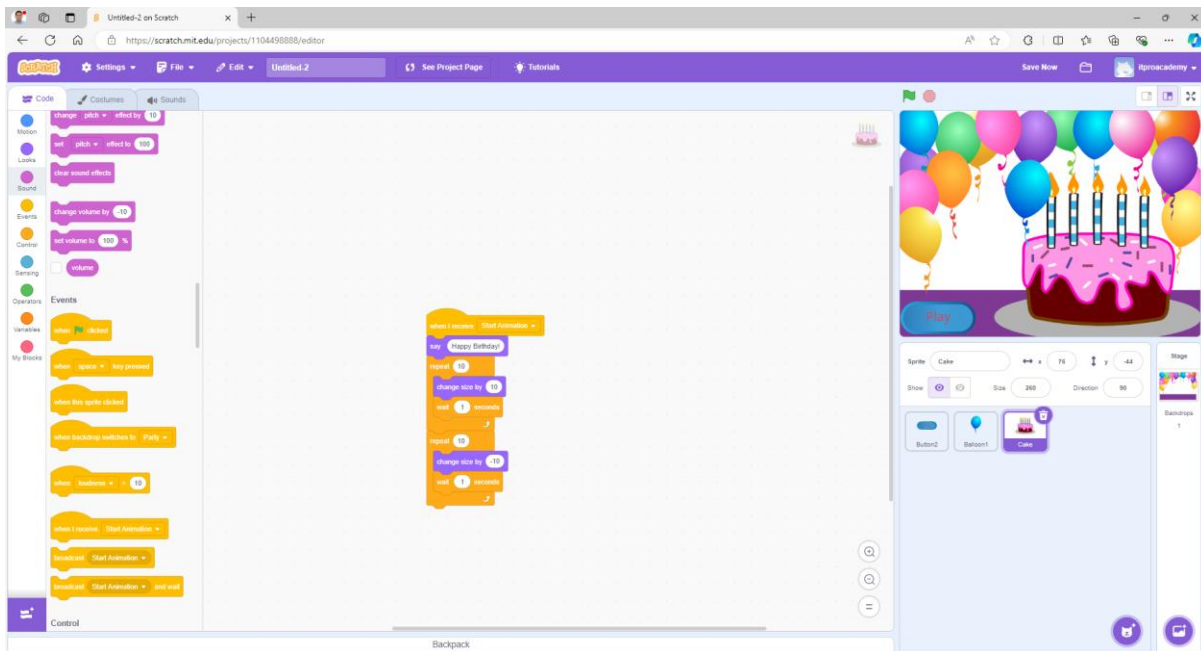 Untitled-2 on Scratch
https://scratch.mit.edu/projects/1104498888/editor
SCRATCH Settings File Edit Untitled-2 See Project Page Tutorials Save Now itproacademy
Code Costumes Sounds
Motion
Looks
Sound
Events
Control
Sensing
Operators
Variables
My Blocks
change pitch effect by 10
set pitch effect to 100
clear sound effects
change volume by -10
set volume to 100 %
volume
Events
when clicked
when space key pressed
when this sprite clicked
when backdrop switches to Party
when loudness > 10
when I receive Start Animation
broadcast Start Animation
broadcast Start Animation and wait
Control
when I receive Start Animation
say Happy Birthday!
repeat 10
change size by 10
wait 1 seconds
repeat 10
change size by -10
wait 1 seconds
Backpack
Play
Sprite Cake x 76 y -44
Show Size 260 Direction 90
Button2 Balloon1 Cake
Stage
Backdrops
1